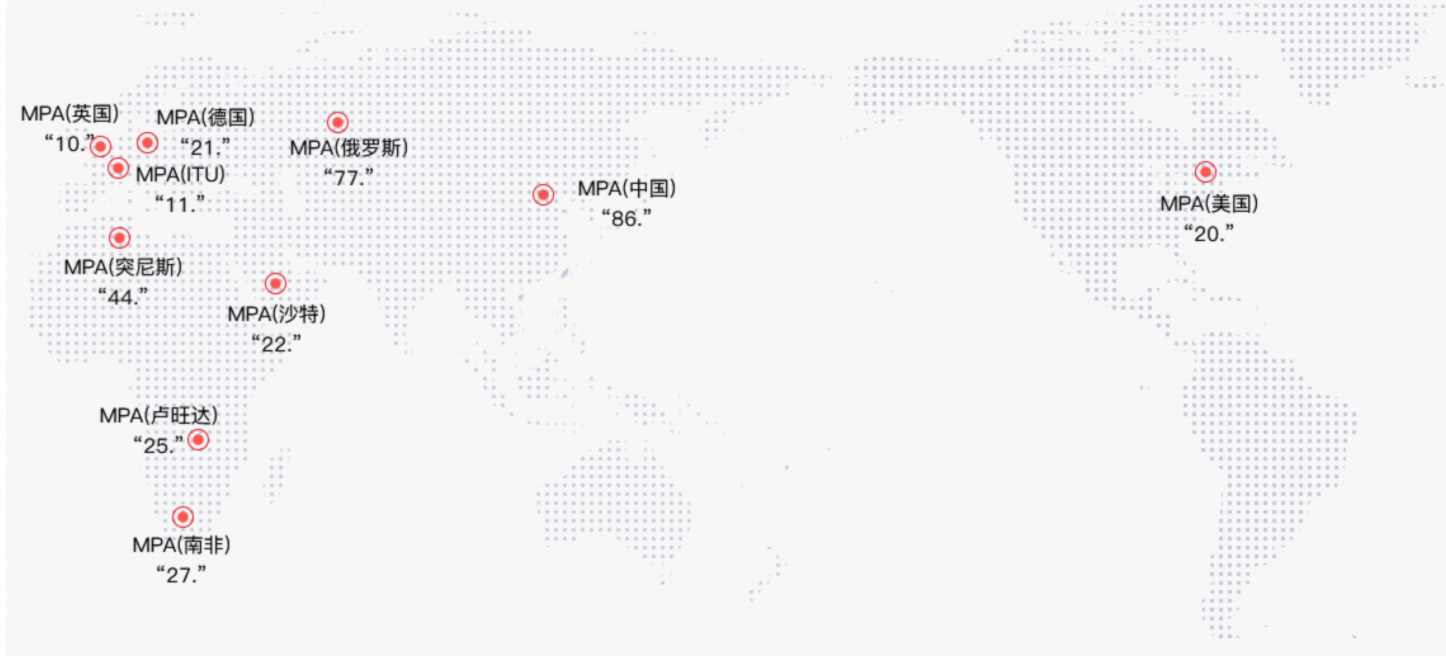 MPA(英国)
“10.”
MPA(德国)
“21.”
MPA(ITU)
“11.”
MPA(俄罗斯)
“77.”
MPA(中国)
“86.”
MPA(美国)
“20.”
MPA(突尼斯)
“44.”
MPA(沙特)
“22.”
MPA(卢旺达)
“25.”
MPA(南非)
“27.”